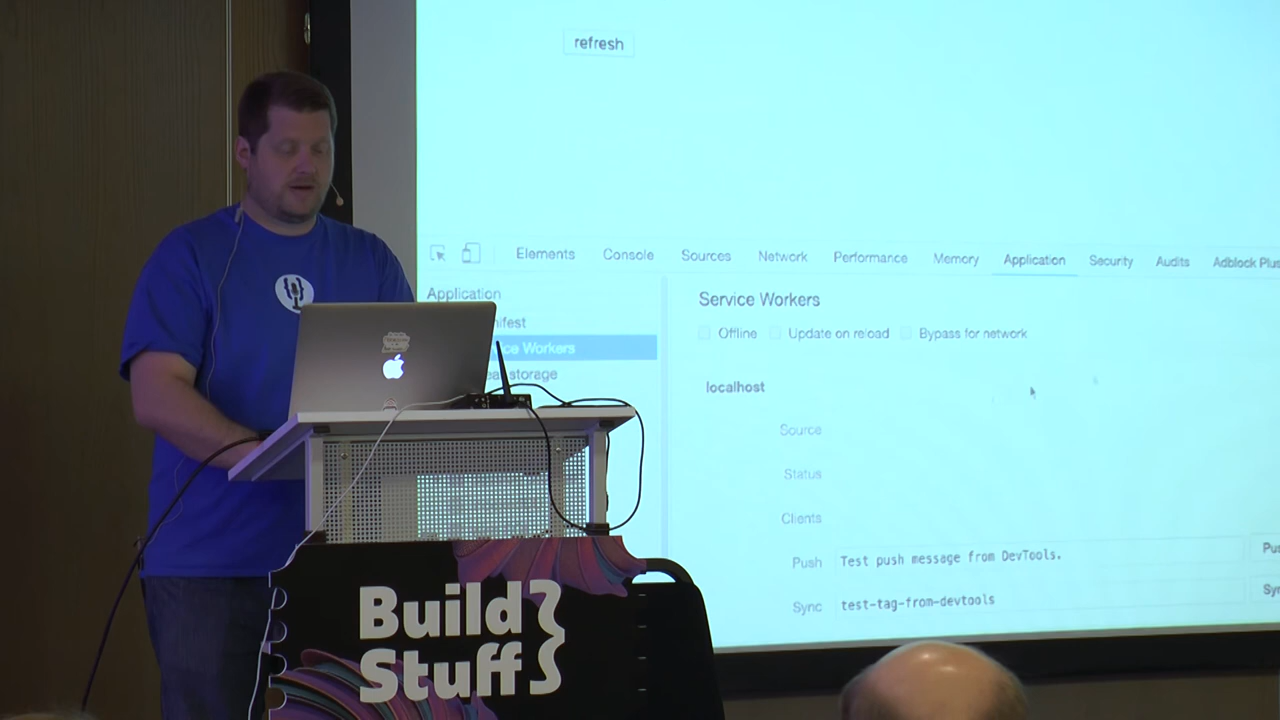 refresh
Elements Console Sources Network Performance Memory Application Security Audits Adblock Plus
Application
Service Workers
Offline Update on reload Bypass for network
localhost
Source
Status
Clients
Push Test push message from DevTools.
Sync test-tag-from-devtools
Build
Stuff